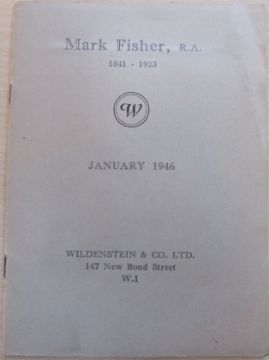 Mark Fisher, R.A.
1841 - 1923
W
JANUARY 1946
WILDENSTEIN & CO. LTD.
147 New Bond Street
W.1